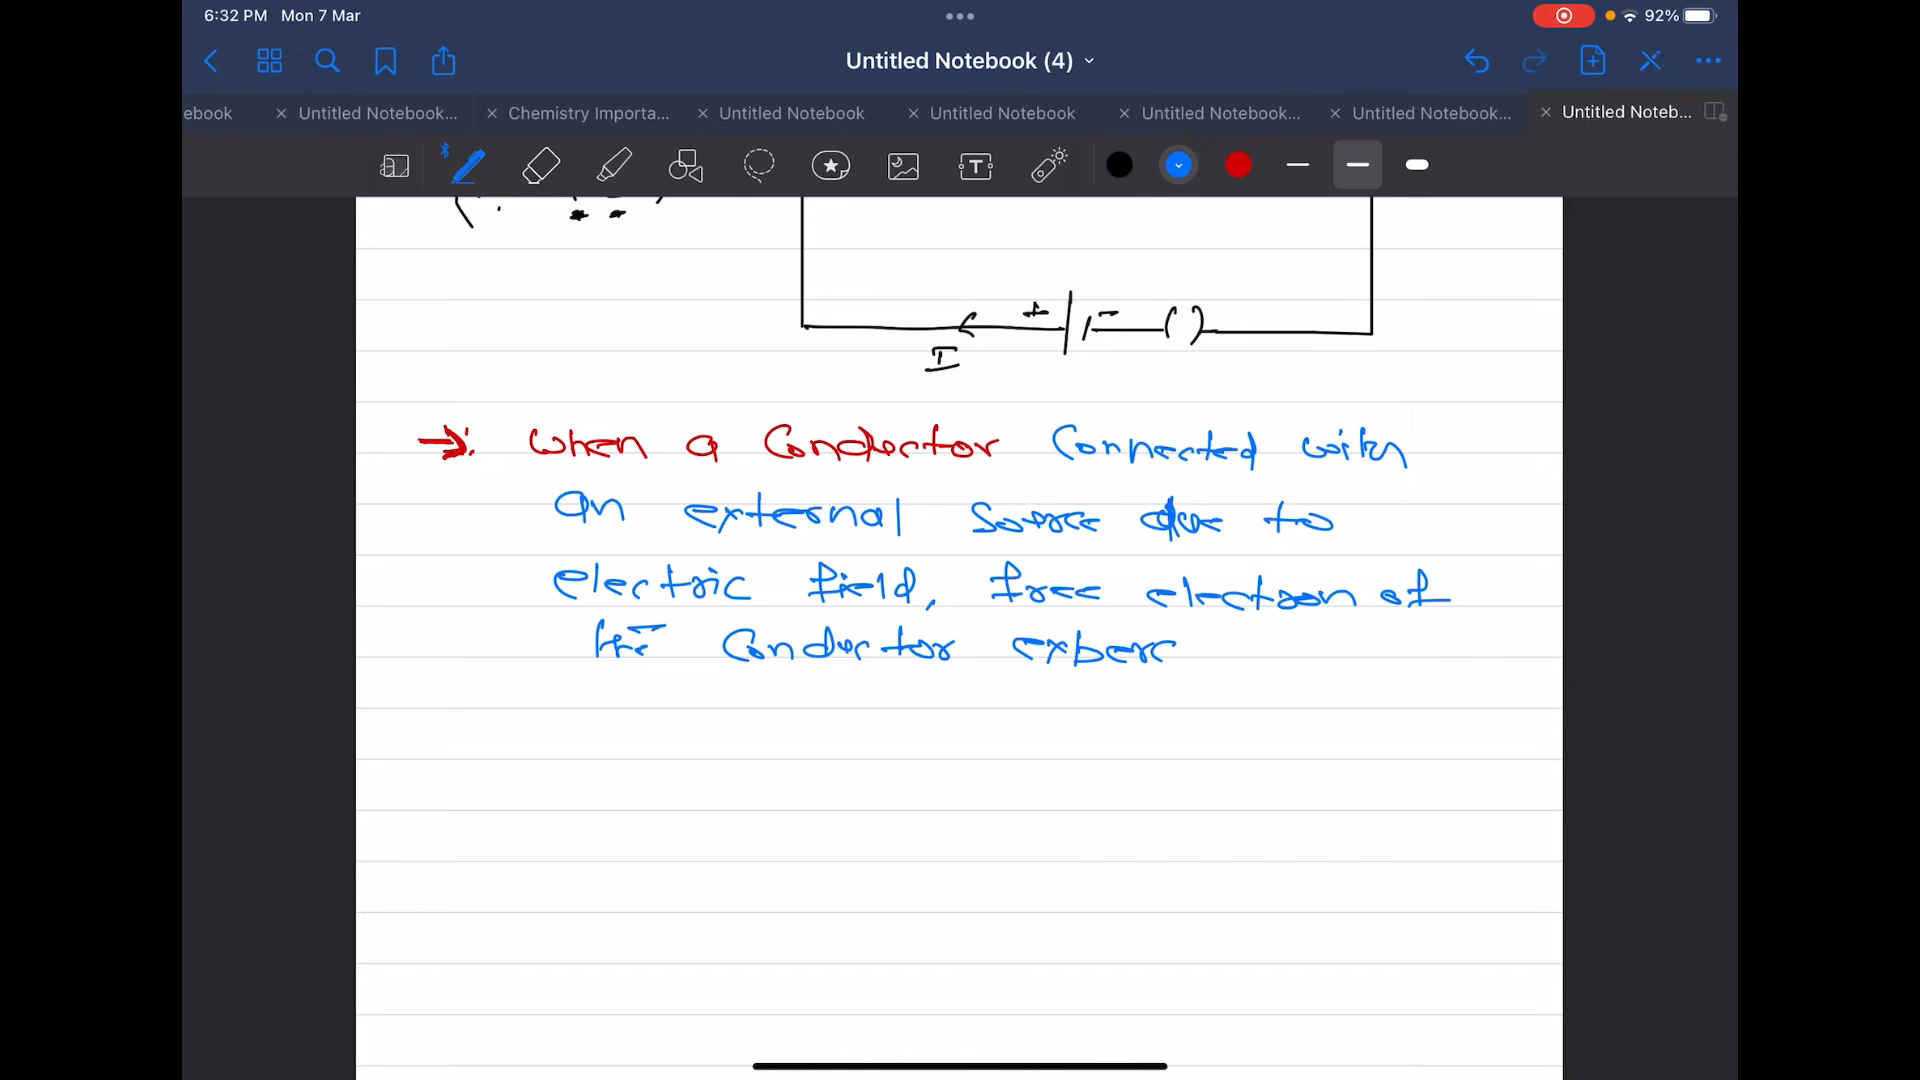 6:32 PM Mon 7 Mar
92%
Untitled Notebook (4)
ebook
Untitled Notebook...
Chemistry Importa...
Untitled Notebook
Untitled Notebook
Untitled Notebook...
Untitled Notebook...
Untitled Noteb...
+ −
I
→: When a Conductor Connected with
an external source due to
electric field, free electron of
the Conductor experc